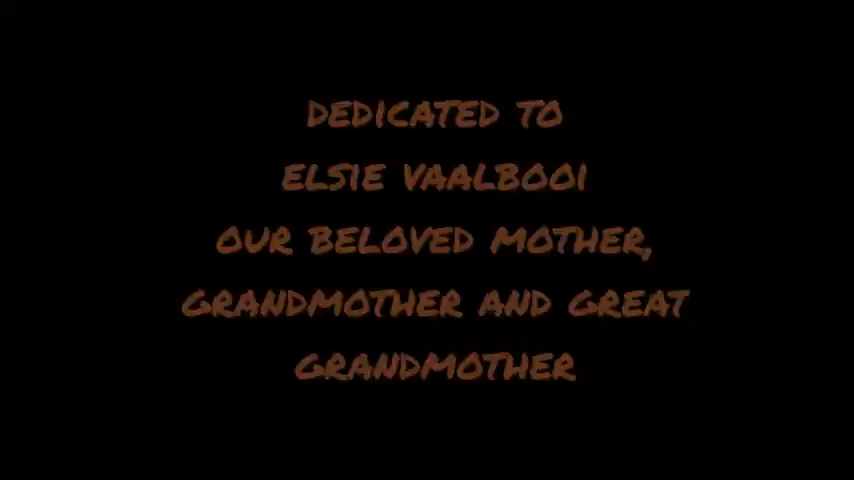 DEDICATED TO
ELSIE VAALBOOI
OUR BELOVED MOTHER,
GRANDMOTHER AND GREAT
GRANDMOTHER